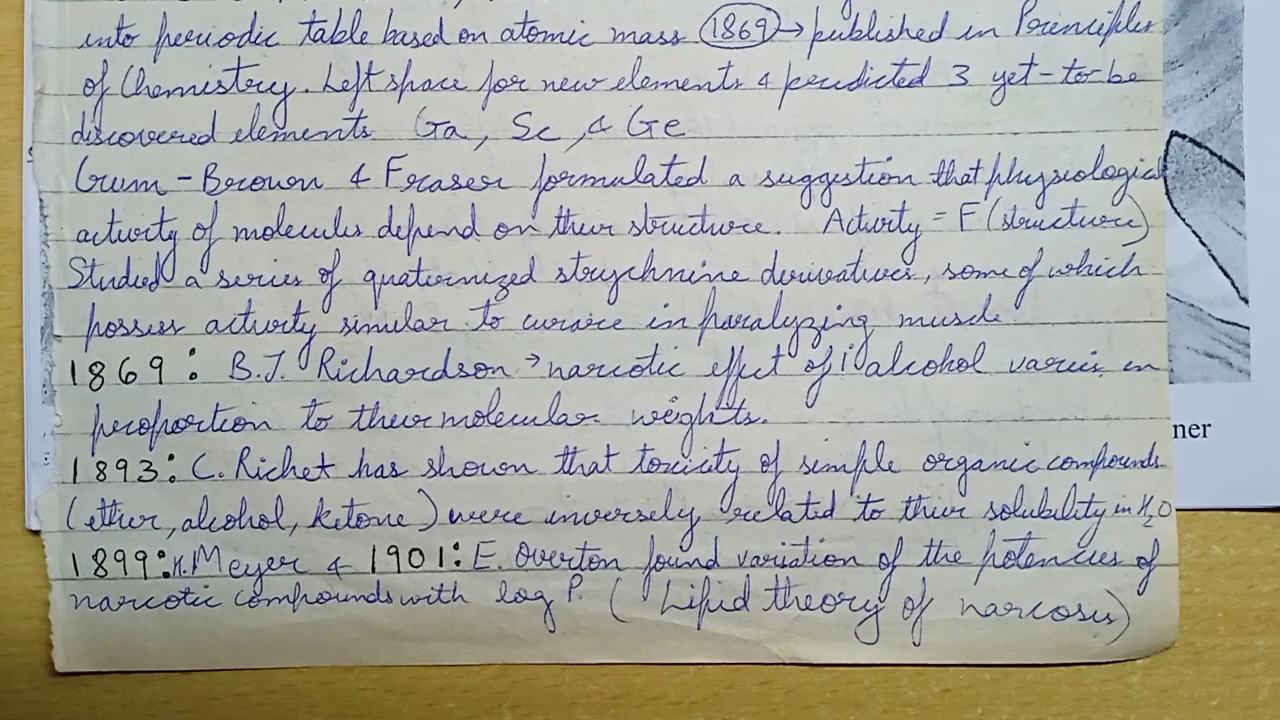 into periodic table based on atomic mass 1869 → published in Principles
of Chemistry. Left space for new elements & predicted 3 yet-to-be
discovered elements Ga, Sc, & Ge
Crum-Brown & Fraser formulated a suggestion that physiological
activity of molecules depend on their structure. Activity = F (structure)
Studied a series of quaternized strychnine derivatives, some of which
possess activity similar to curare in paralyzing muscle.
1869: B.J. Richardson → narcotic effect of 1° alcohol varies in
proportion to their molecular weights.
1893: C. Richet has shown that toxicity of simple organic compounds
(ether, alcohol, ketone) were inversely related to their solubility in H2O
1899: H. Meyer & 1901: E. Overton found variation of the potencies of
narcotic compounds with log P. (Lipid theory of narcosis)
ner